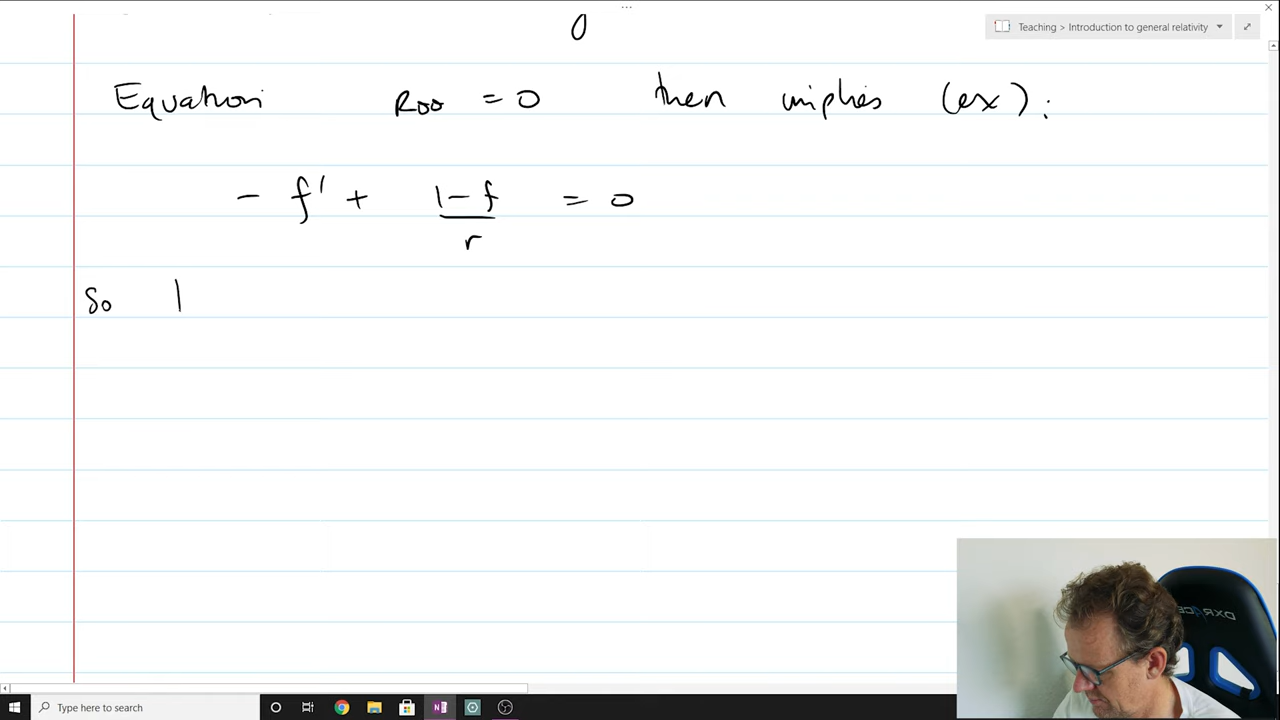 0
Teaching > Introduction to general relativity
Equation R00 = 0 then implies (ex):
- f' + (1-f)/r = 0
So 1
DXRACER
Type here to search